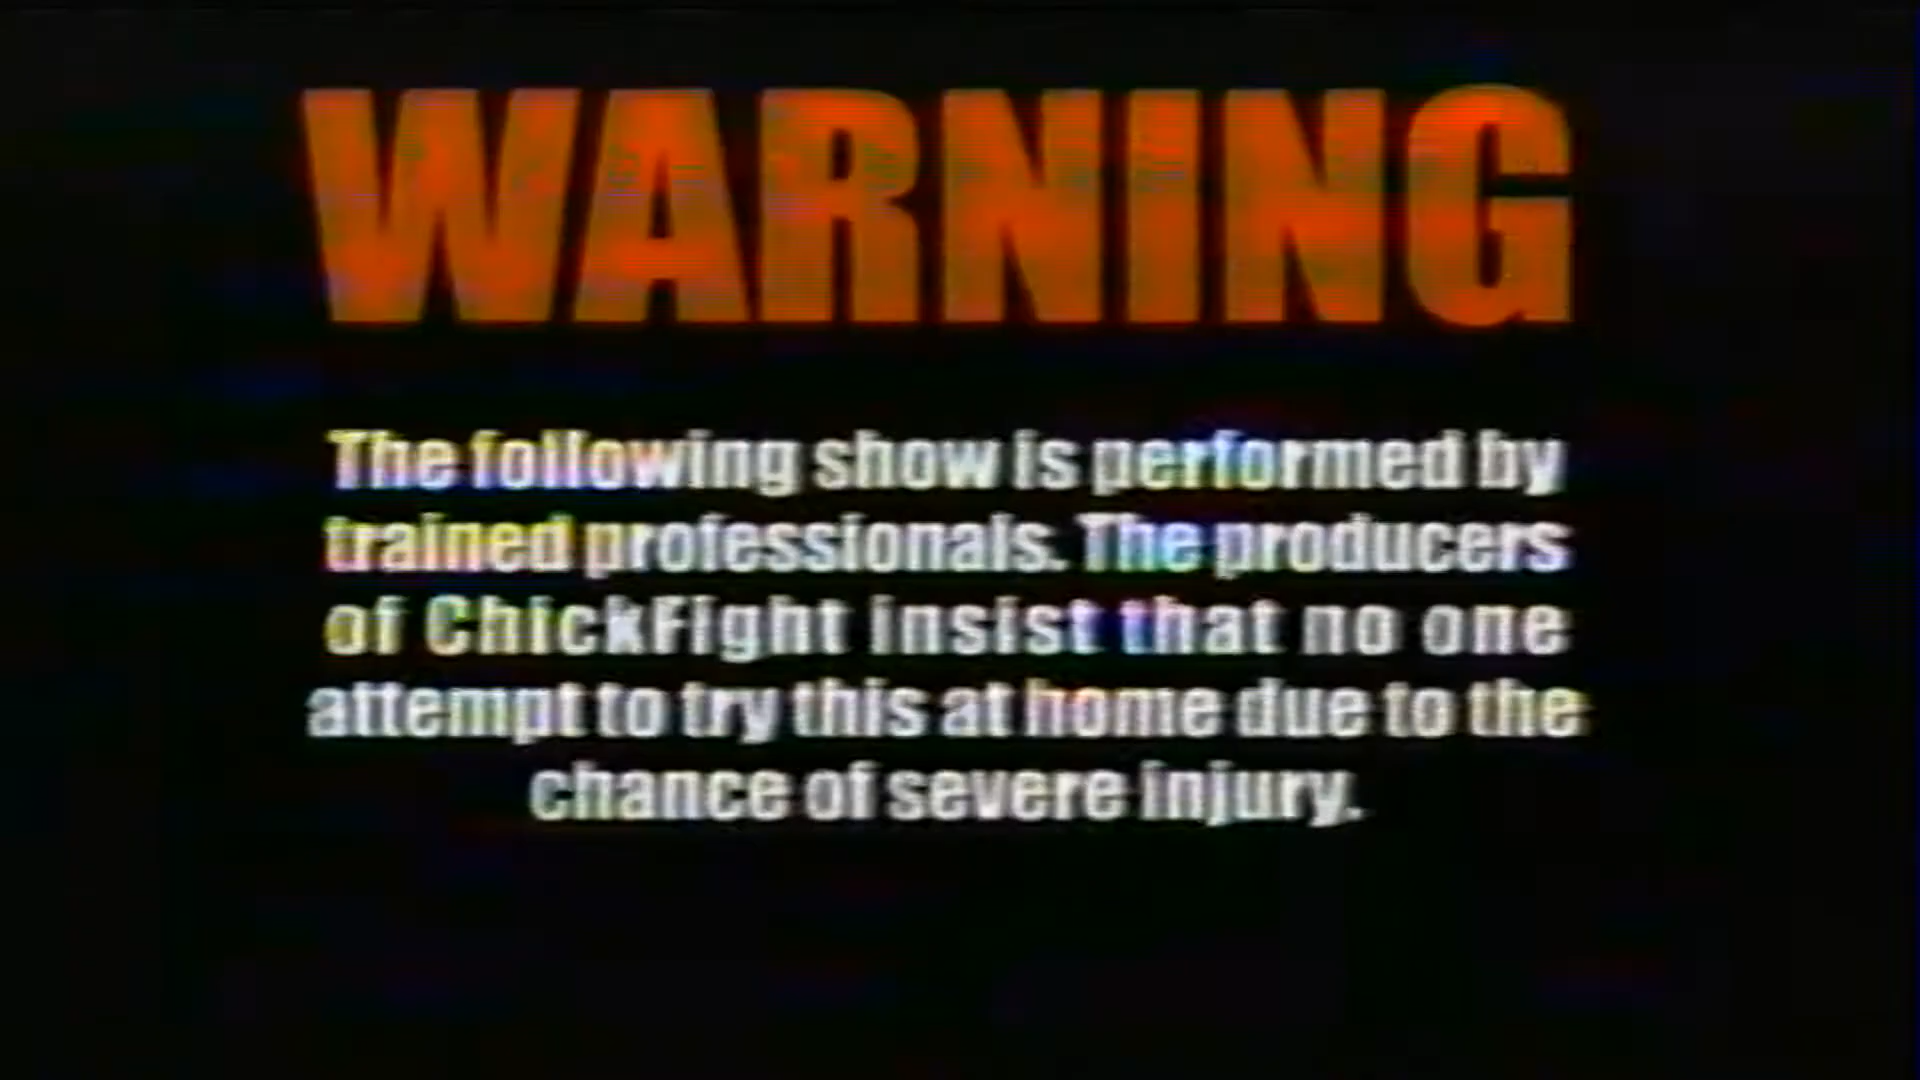 WARNING
The following show is performed by
trained professionals. The producers
of ChickFight insist that no one
attempt to try this at home due to the
chance of severe injury.